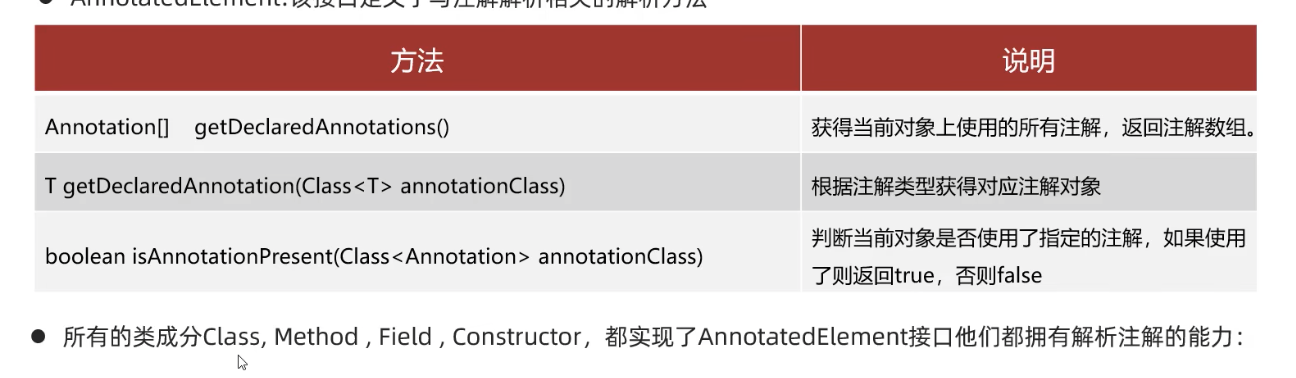 ● AnnotatedElement:该接口定义了与注解解析相关的解析方法
方法 说明
Annotation[] getDeclaredAnnotations() 获得当前对象上使用的所有注解，返回注解数组。
T getDeclaredAnnotation(Class<T> annotationClass) 根据注解类型获得对应注解对象
boolean isAnnotationPresent(Class<Annotation> annotationClass) 判断当前对象是否使用了指定的注解，如果使用
了则返回true，否则false
● 所有的类成分Class, Method , Field , Constructor，都实现了AnnotatedElement接口他们都拥有解析注解的能力：